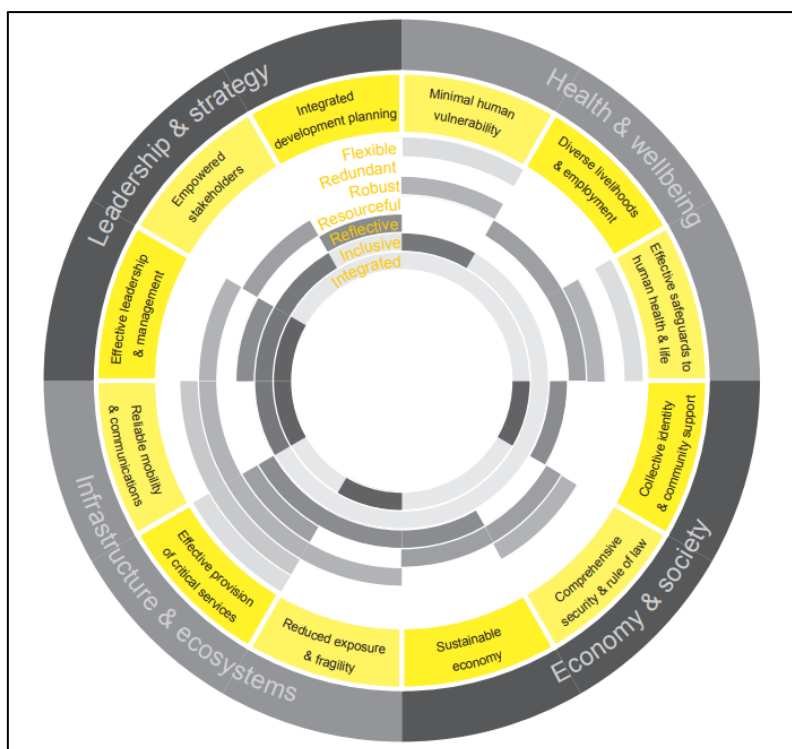 Leadership & strategy
Health & wellbeing
Economy & society
Infrastructure & ecosystems
Integrated
development planning
Minimal human
vulnerability
Diverse livelihoods
& employment
Effective safeguards to
human health & life
Collective identity
& community support
Comprehensive
security & rule of law
Sustainable
economy
Reduced exposure
& fragility
Effective provision
of critical services
Reliable mobility
& communications
Effective leadership
& management
Empowered
stakeholders
Flexible
Redundant
Robust
Resourceful
Reflective
Inclusive
Integrated